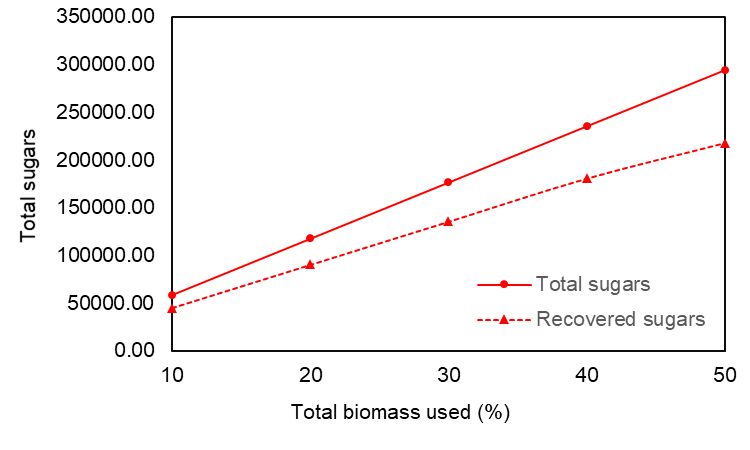 350000.00
300000.00
250000.00
200000.00
150000.00
100000.00
50000.00
0.00
Total sugars
Total sugars
Recovered sugars
10 20 30 40 50
Total biomass used (%)